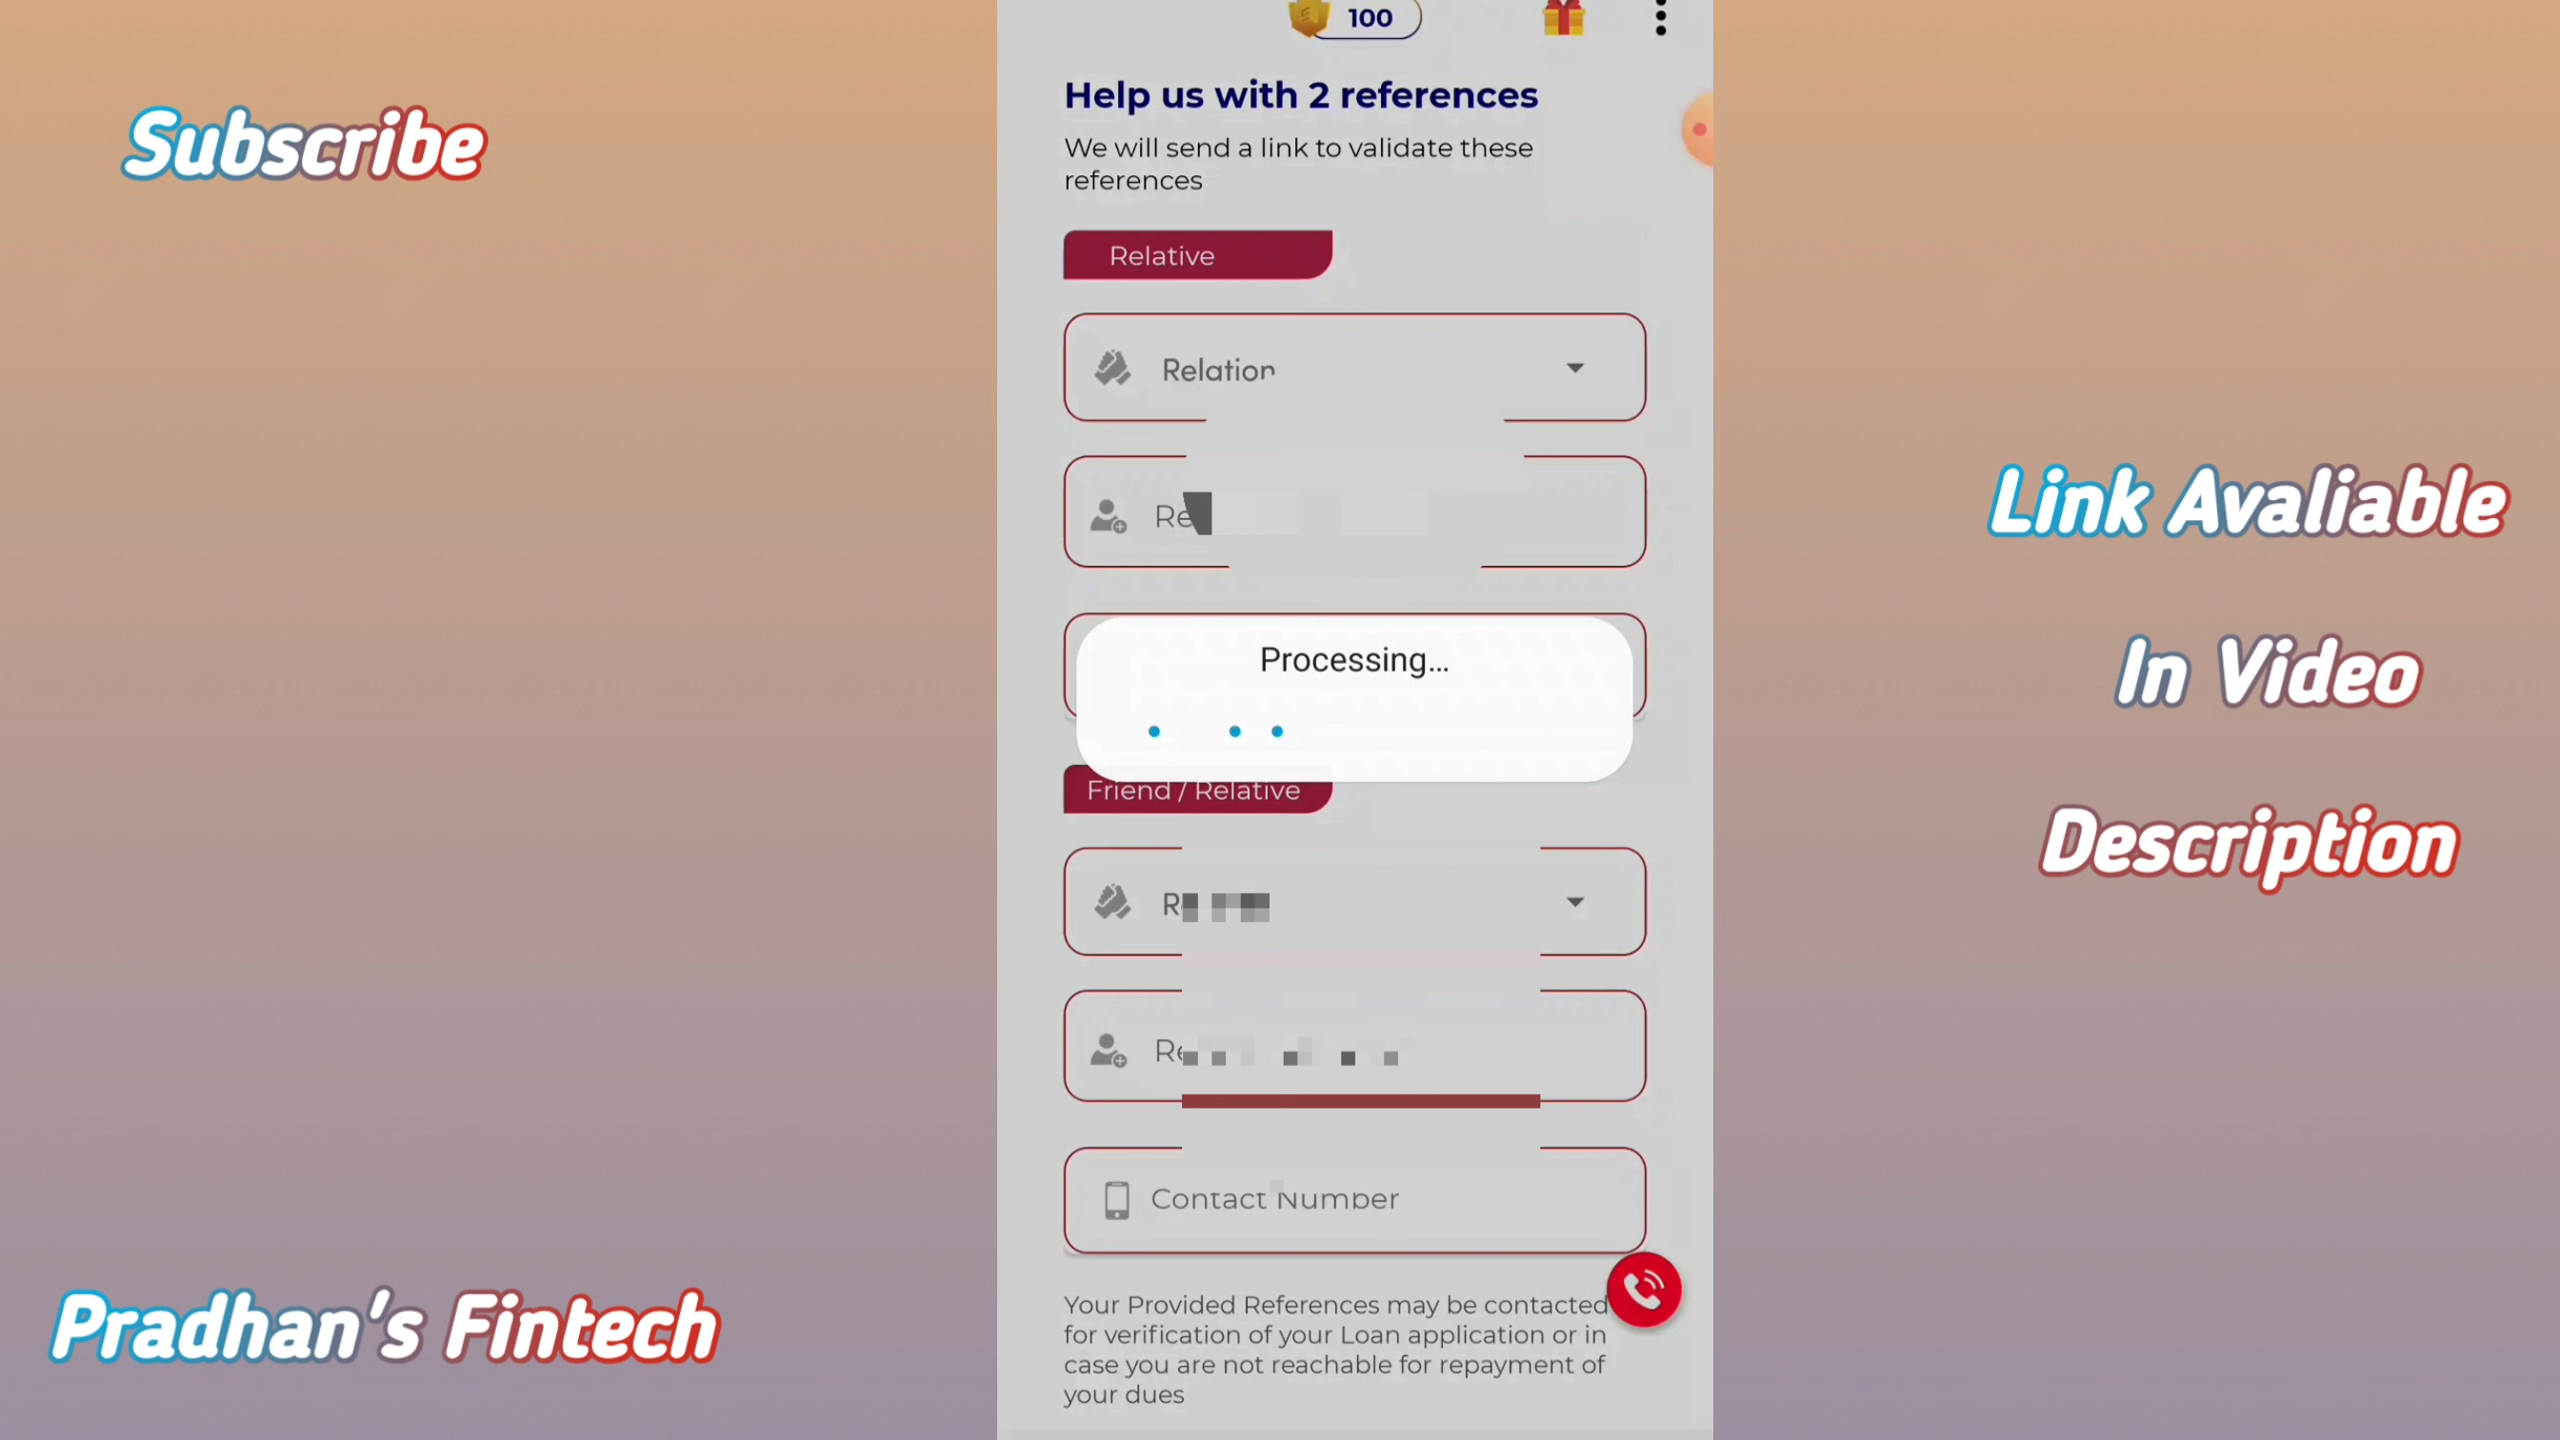 Subscribe
100
Help us with 2 references
We will send a link to validate these
references
Relative
Relation
Processing...
Friend / Relative
Contact Number
Your Provided References may be contacted
for verification of your Loan application or in
case you are not reachable for repayment of
your dues
Link Avaliable
In Video
Description
Pradhan's Fintech